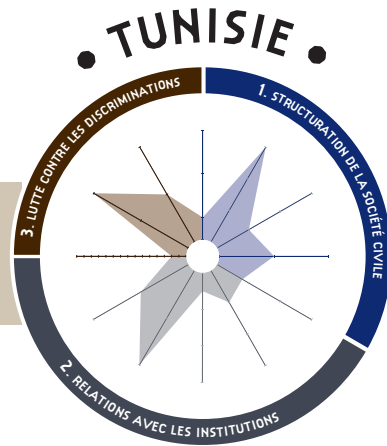 • TUNISIE •
1. STRUCTURATION DE LA SOCIÉTÉ CIVILE
2. RELATIONS AVEC LES INSTITUTIONS
3. LUTTE CONTRE LES DISCRIMINATIONS